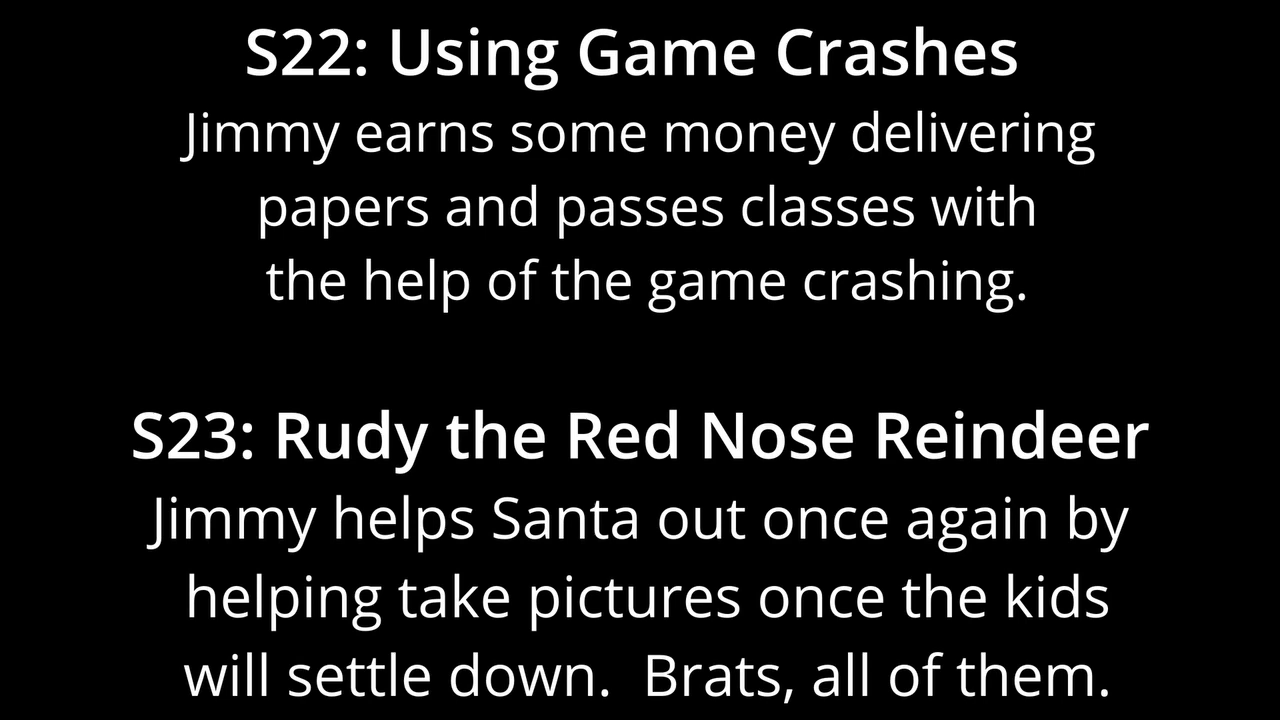 S22: Using Game Crashes
Jimmy earns some money delivering
papers and passes classes with
the help of the game crashing.
S23: Rudy the Red Nose Reindeer
Jimmy helps Santa out once again by
helping take pictures once the kids
will settle down.  Brats, all of them.